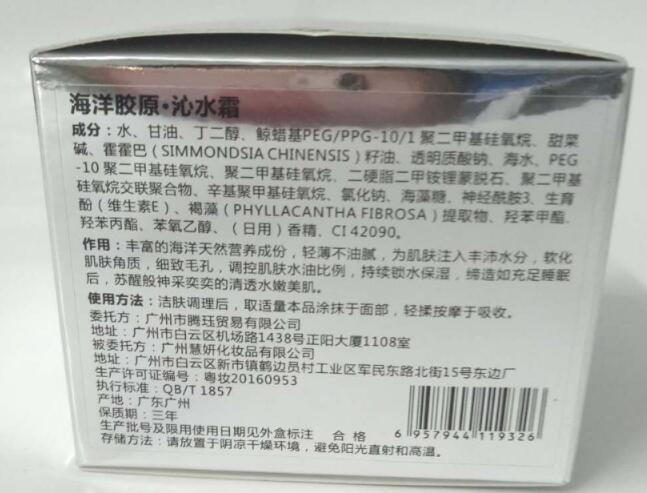 海洋胶原·沁水霜
成分：水、甘油、丁二醇、鲸蜡基PEG/PPG-10/1 聚二甲基硅氧烷、甜菜
碱、霍霍巴（SIMMONDSIA CHINENSIS）籽油、透明质酸钠、海水、PEG
-10 聚二甲基硅氧烷、聚二甲基硅氧烷、二硬脂二甲铵锂蒙脱石、聚二甲基
硅氧烷交联聚合物、辛基聚甲基硅氧烷、氯化钠、海藻糖、神经酰胺3、生育
酚（维生素E）、褐藻（PHYLLACANTHA FIBROSA）提取物、羟苯甲酯、
羟苯丙酯、苯氧乙醇、（日用）香精、CI 42090。
作用：丰富的海洋天然营养成份，轻薄不油腻，为肌肤注入丰沛水分，软化
肌肤角质，细致毛孔，调控肌肤水油比例，持续锁水保湿，缔造如充足睡眠
后，苏醒般神采奕奕的清透水嫩美肌。
使用方法：洁肤调理后，取适量本品涂抹于面部，轻揉按摩于吸收。
委托方：广州市腾珏贸易有限公司
地址：广州市白云区机场路1438号正阳大厦1108室
被委托方：广州慧妍化妆品有限公司
地址：广州市白云区新市镇鹤边员村工业区军民东路北街15号东边厂
生产许可证编号：粤妆20160953
执行标准：QB/T 1857
产地：广东广州
保质期：三年
生产批号及限用使用日期见外盒标注 合 格
存储方法：请放置于阴凉干燥环境，避免阳光直射和高温。
6 957944 119326